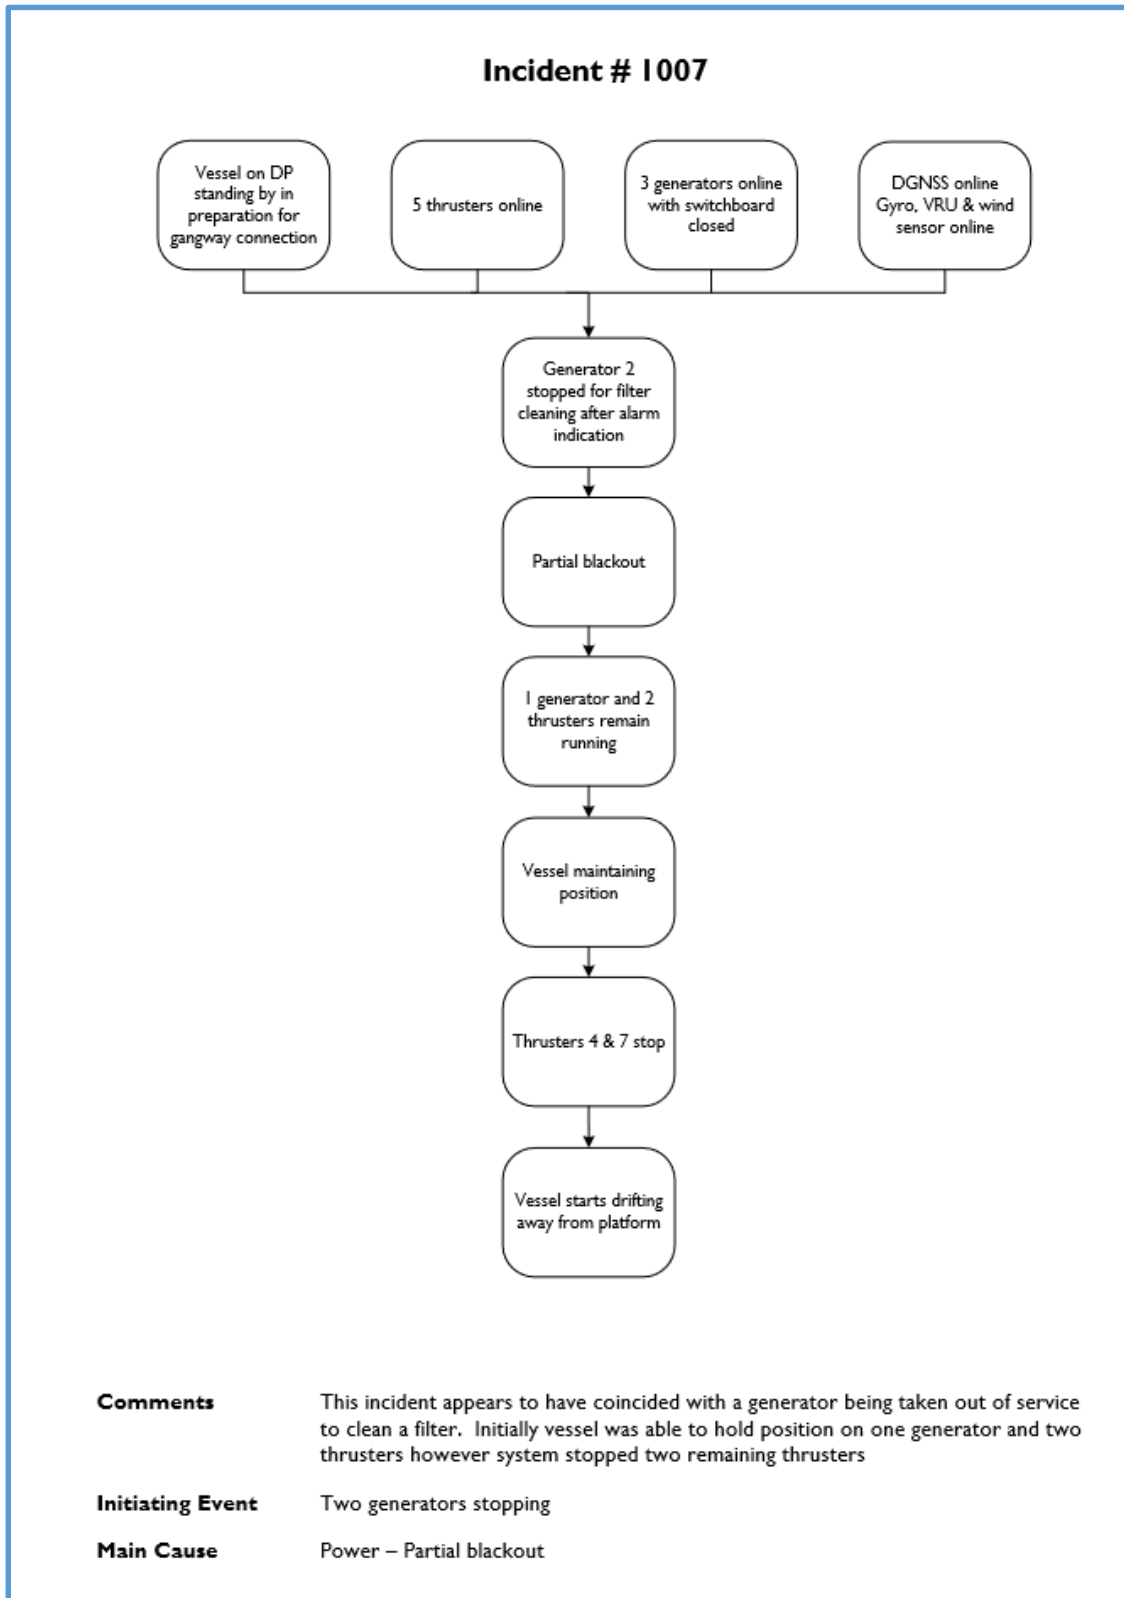 Incident # 1007
Vessel on DP
standing by in
preparation for
gangway connection
5 thrusters online
3 generators online
with switchboard
closed
DGNSS online
Gyro, VRU & wind
sensor online
Generator 2
stopped for filter
cleaning after alarm
indication
Partial blackout
1 generator and 2
thrusters remain
running
Vessel maintaining
position
Thrusters 4 & 7 stop
Vessel starts drifting
away from platform
Comments This incident appears to have coincided with a generator being taken out of service
to clean a filter. Initially vessel was able to hold position on one generator and two
thrusters however system stopped two remaining thrusters
Initiating Event Two generators stopping
Main Cause Power – Partial blackout